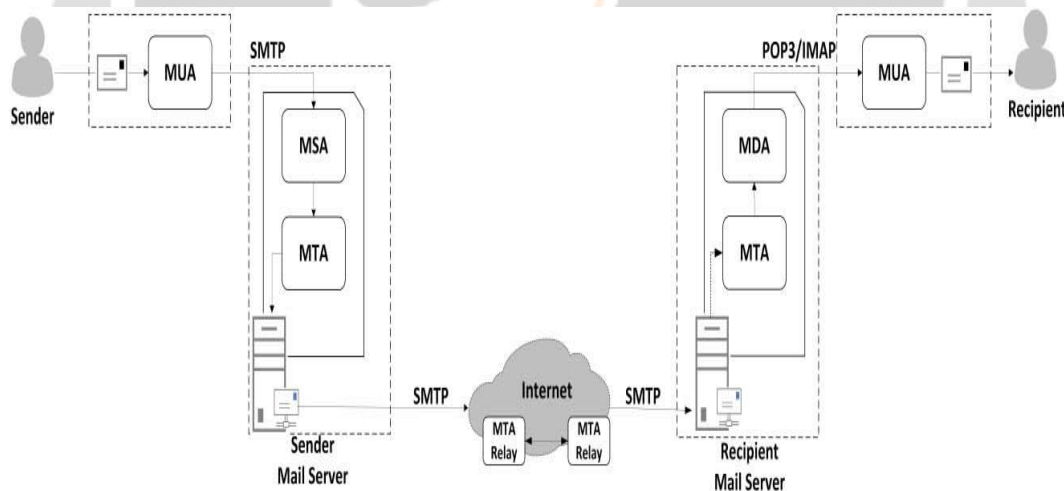 Sender
MUA
SMTP
MSA
MTA
Sender
Mail Server
SMTP
Internet
MTA
Relay
MTA
Relay
SMTP
POP3/IMAP
MDA
MTA
Recipient
Mail Server
MUA
Recipient